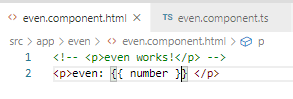 even.component.html ● TS even.component.ts
src > app > even > <> even.component.html > p
1 <!-- <p>even works!</p> -->
2 <p>even: {{ number }} </p>